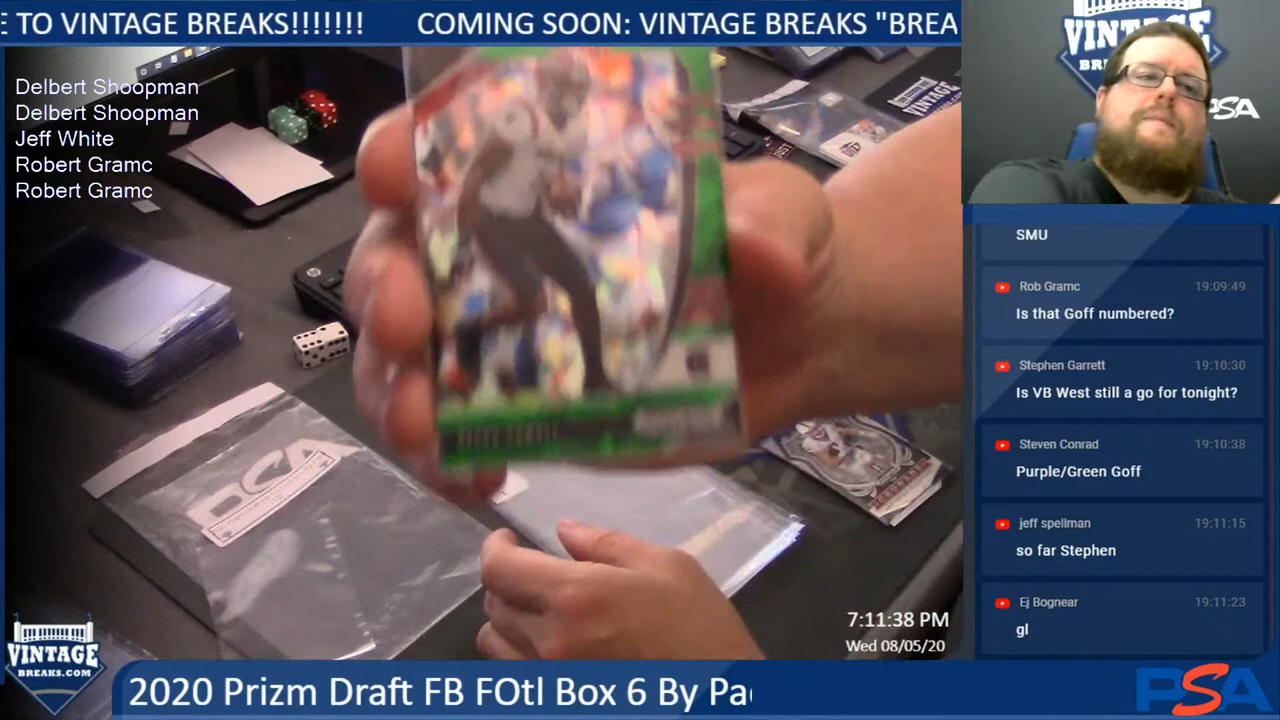 E TO VINTAGE BREAKS!!!!!!! COMING SOON: VINTAGE BREAKS "BREA
Delbert Shoopman
Delbert Shoopman
Jeff White
Robert Gramc
Robert Gramc
VINTAGE
PSA
SMU
Rob Gramc 19:09:49
Is that Goff numbered?
Stephen Garrett 19:10:30
Is VB West still a go for tonight?
Steven Conrad 19:10:38
Purple/Green Goff
jeff spellman 19:11:15
so far Stephen
Ej Bognear 19:11:23
gl
hp
PSA
7:11:38 PM
Wed 08/05/20
VINTAGE
BREAKS.COM
2020 Prizm Draft FB FOtl Box 6 By Pa
PSA